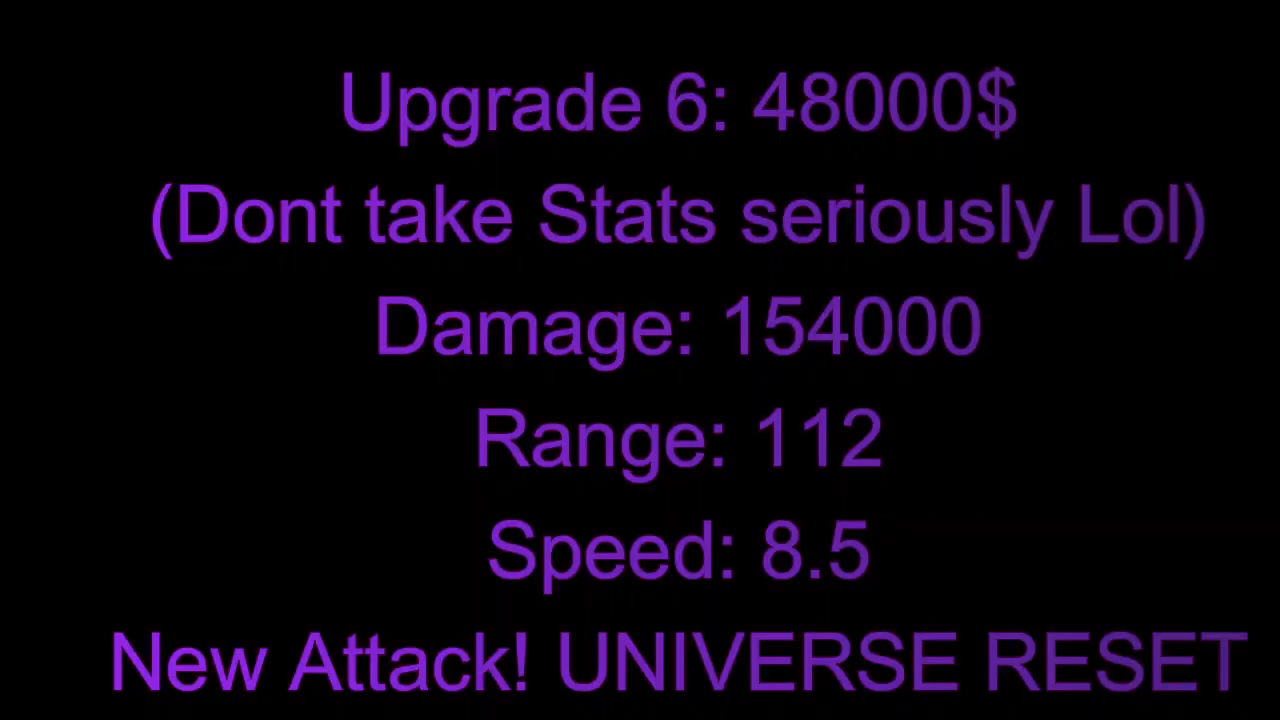 Upgrade 6: 48000$
(Dont take Stats seriously Lol)
Damage: 154000
Range: 112
Speed: 8.5
New Attack! UNIVERSE RESET